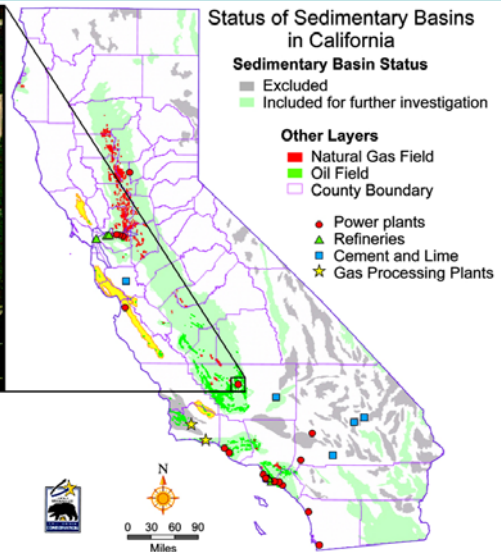 Status of Sedimentary Basins
in California
Sedimentary Basin Status
Excluded
Included for further investigation
Other Layers
Natural Gas Field
Oil Field
County Boundary
Power plants
Refineries
Cement and Lime
Gas Processing Plants
N
0 30 60 90
Miles